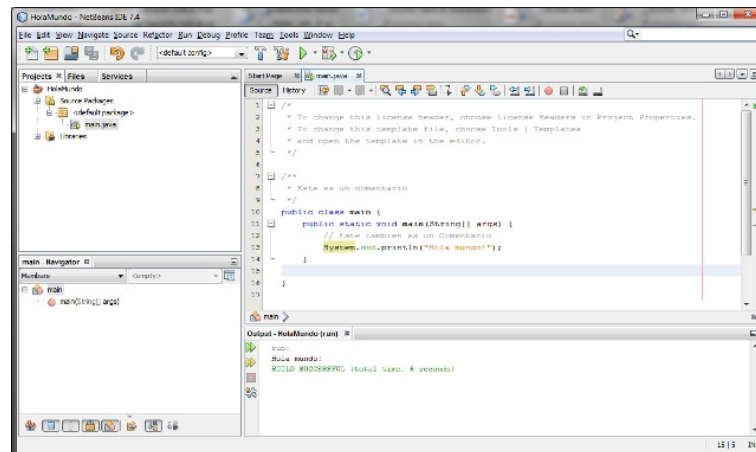 HolaMundo - NetBeans IDE 7.4
File Edit View Navigate Source Refactor Run Debug Profile Team Tools Window Help
<default config>
Projects Files Services
HolaMundo
Source Packages
<default package>
main.java
Libraries
Start Page main.java
Source History
1 /*
2 * To change this license header, choose License Headers in Project Properties.
3 * To change this template file, choose Tools | Templates
4 * and open the template in the editor.
5 */
6
7 /**
8 * Este es un comentario
9 */
10 public class main {
11 public static void main(String[] args) {
12 // Este tambien es un Comentario
13 System.out.println("Hola mundo!");
14 }
15
16 }
17
main - Navigator
Members <empty>
main
main(String[] args)
main
Output - HolaMundo (run)
run:
Hola mundo!
BUILD SUCCESSFUL (total time: 6 seconds)
15 | 5